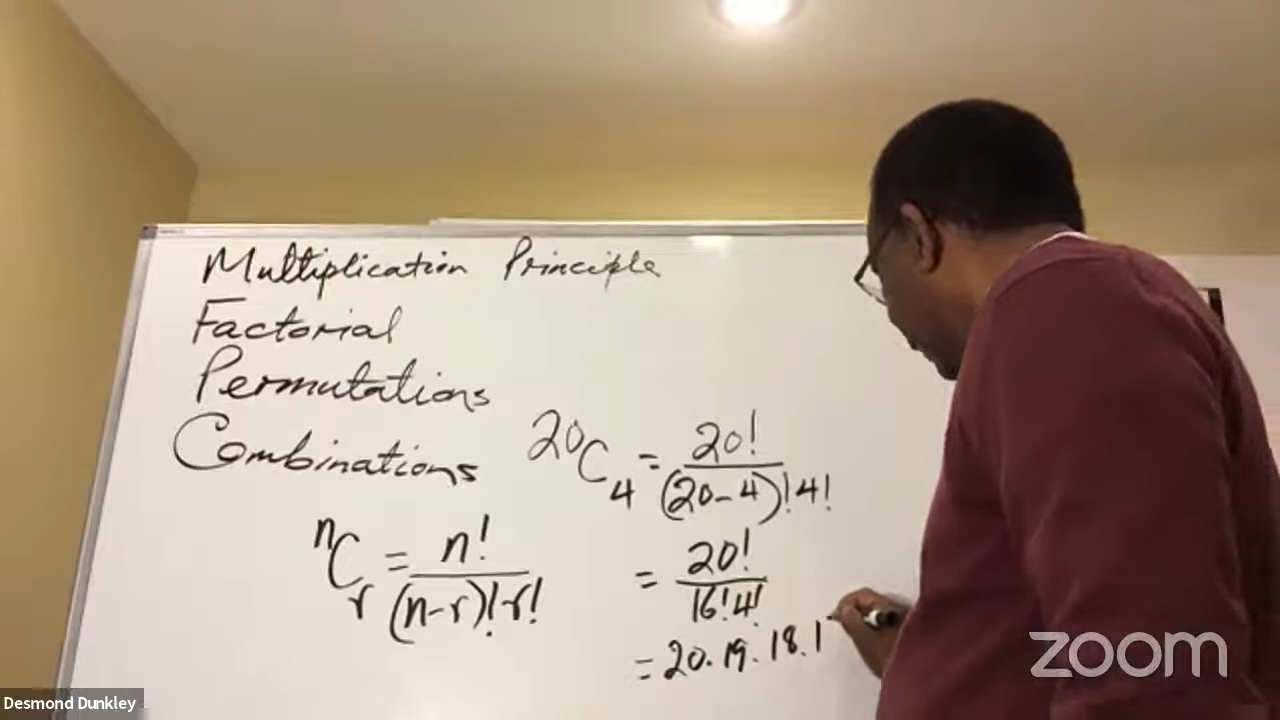 Multiplication Principle
Factorial
Permutations
Combinations
20C4 = 20! / (20-4)! 4!
nCr = n! / (n-r)! · r!
= 20! / 16! 4!
= 20. 19. 18. 1
zoom
Desmond Dunkley